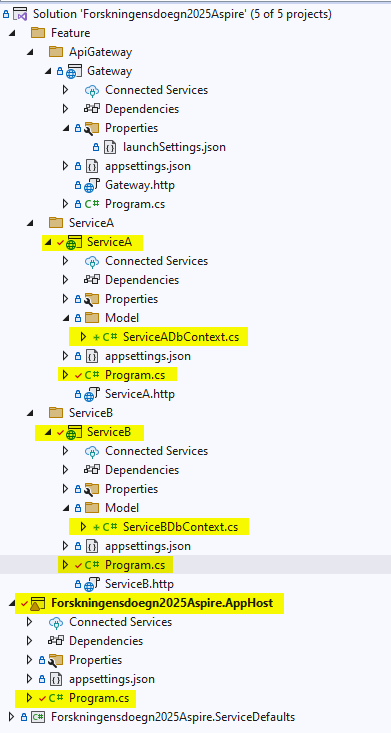 Solution 'Forskningensdoegn2025Aspire' (5 of 5 projects)
Feature
ApiGateway
Gateway
Connected Services
Dependencies
Properties
launchSettings.json
appsettings.json
Gateway.http
C# Program.cs
ServiceA
ServiceA
Connected Services
Dependencies
Properties
Model
C# ServiceADbContext.cs
appsettings.json
C# Program.cs
ServiceA.http
ServiceB
ServiceB
Connected Services
Dependencies
Properties
Model
C# ServiceBDbContext.cs
appsettings.json
C# Program.cs
ServiceB.http
Forskningensdoegn2025Aspire.AppHost
Connected Services
Dependencies
Properties
appsettings.json
C# Program.cs
C# Forskningensdoegn2025Aspire.ServiceDefaults